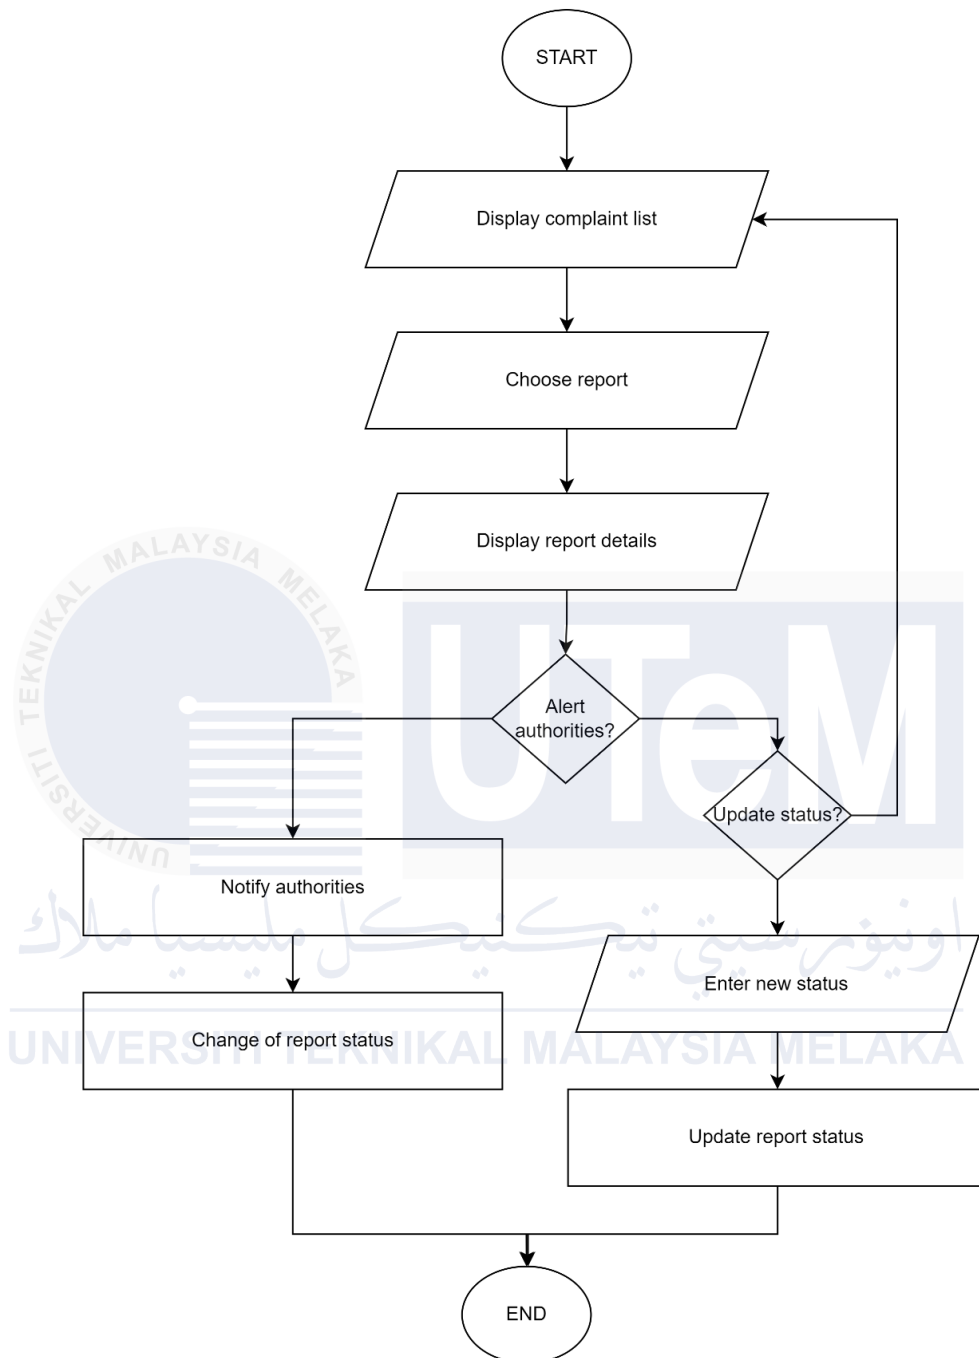 START
Display complaint list
Choose report
Display report details
UNIVERSITI TEKNIKAL MALAYSIA MELAKA
UTeM
Alert
authorities?
Update status?
Notify authorities
اونيۏرسيتي تيكنيكل مليسيا ملاك
Enter new status
Change of report status
UNIVERSITI TEKNIKAL MALAYSIA MELAKA
Update report status
END